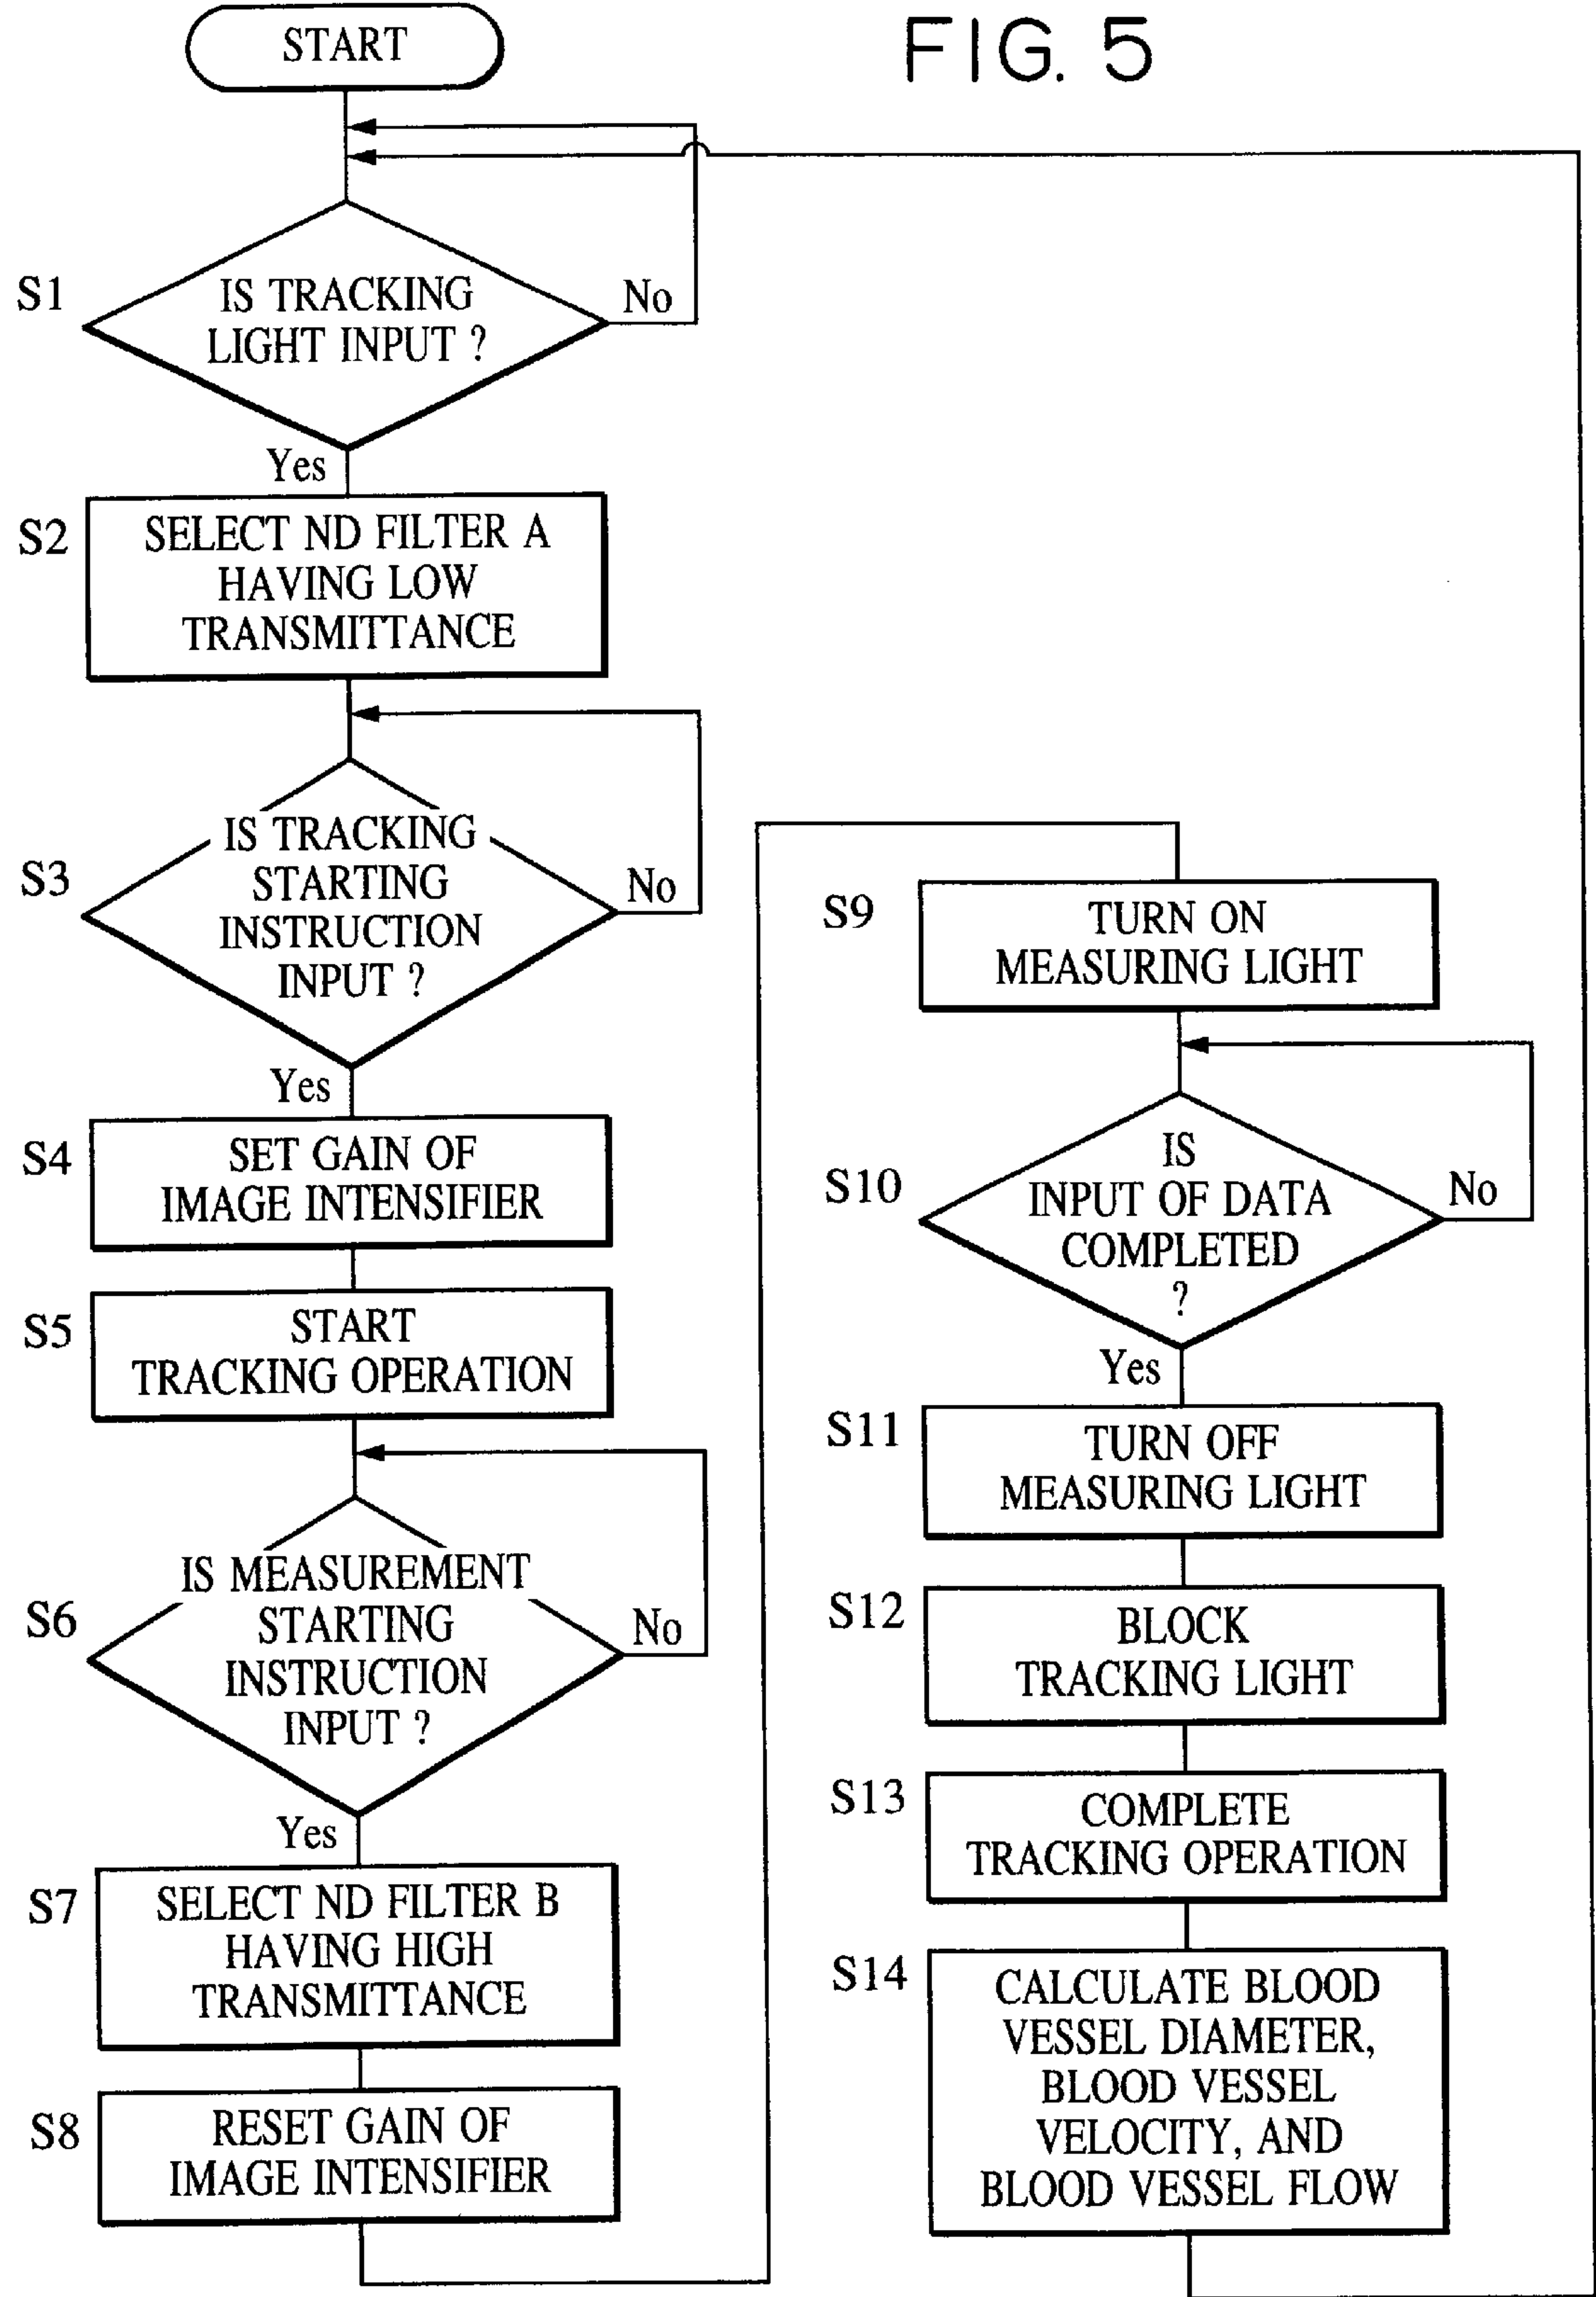 FIG. 5
START
S1
IS TRACKING
LIGHT INPUT ?
No
Yes
S2
SELECT ND FILTER A
HAVING LOW
TRANSMITTANCE
S3
IS TRACKING
STARTING
INSTRUCTION
INPUT ?
No
Yes
S4
SET GAIN OF
IMAGE INTENSIFIER
S5
START
TRACKING OPERATION
S6
IS MEASUREMENT
STARTING
INSTRUCTION
INPUT ?
No
Yes
S7
SELECT ND FILTER B
HAVING HIGH
TRANSMITTANCE
S8
RESET GAIN OF
IMAGE INTENSIFIER
S9
TURN ON
MEASURING LIGHT
S10
IS
INPUT OF DATA
COMPLETED
?
No
Yes
S11
TURN OFF
MEASURING LIGHT
S12
BLOCK
TRACKING LIGHT
S13
COMPLETE
TRACKING OPERATION
S14
CALCULATE BLOOD
VESSEL DIAMETER,
BLOOD VESSEL
VELOCITY, AND
BLOOD VESSEL FLOW